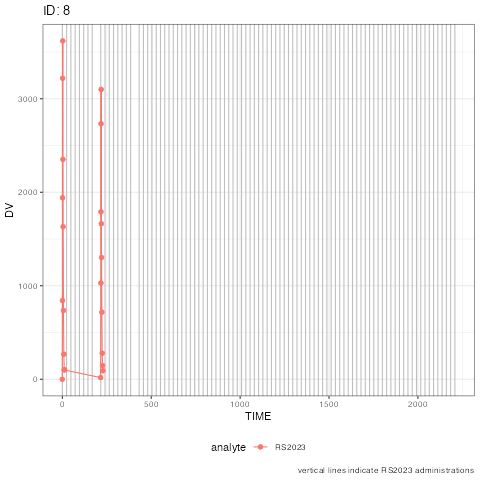 ID: 8
DV
3000
2000
1000
0
0
500
1000
1500
2000
TIME
analyte RS2023
vertical lines indicate RS2023 administrations